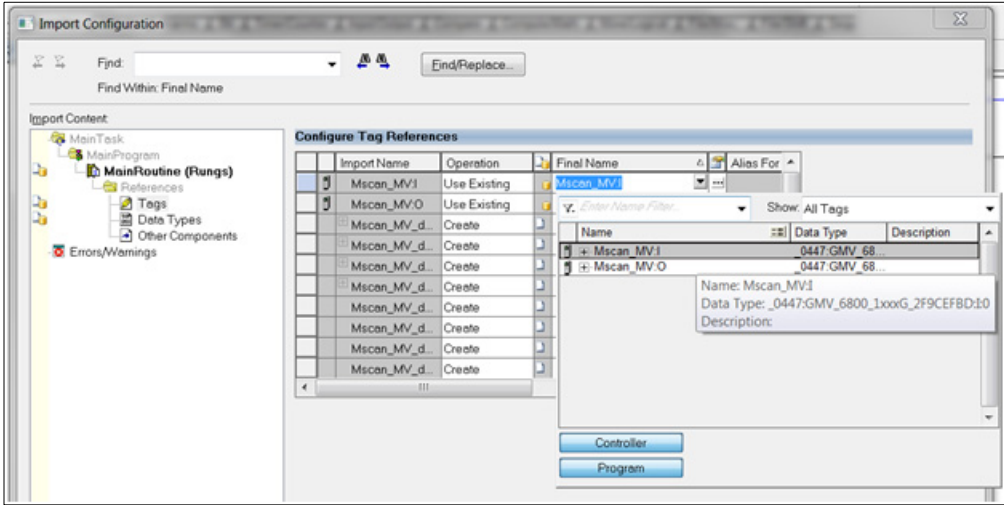 Import Configuration
Find:
Find/Replace...
Find Within: Final Name
Import Content:
MainTask
MainProgram
MainRoutine (Rungs)
References
Tags
Data Types
Other Components
Errors/Warnings
Configure Tag References
Import Name Operation Final Name Alias For
Mscan_MV:I Use Existing Mscan_MV:I
Mscan_MV:O Use Existing
Mscan_MV_d... Create
Mscan_MV_d... Create
Mscan_MV_d... Create
Mscan_MV_d... Create
Mscan_MV_d... Create
Mscan_MV_d... Create
Mscan_MV_d... Create
Mscan_MV_d... Create
Enter Name Filter...
Show: All Tags
Name Data Type Description
Mscan_MV:I _0447:GMV_68...
Mscan_MV:O _0447:GMV_68...
Name: Mscan_MV:I
Data Type: _0447:GMV_6800_1xxxG_2F9CEFBD:I:0
Description:
Controller
Program